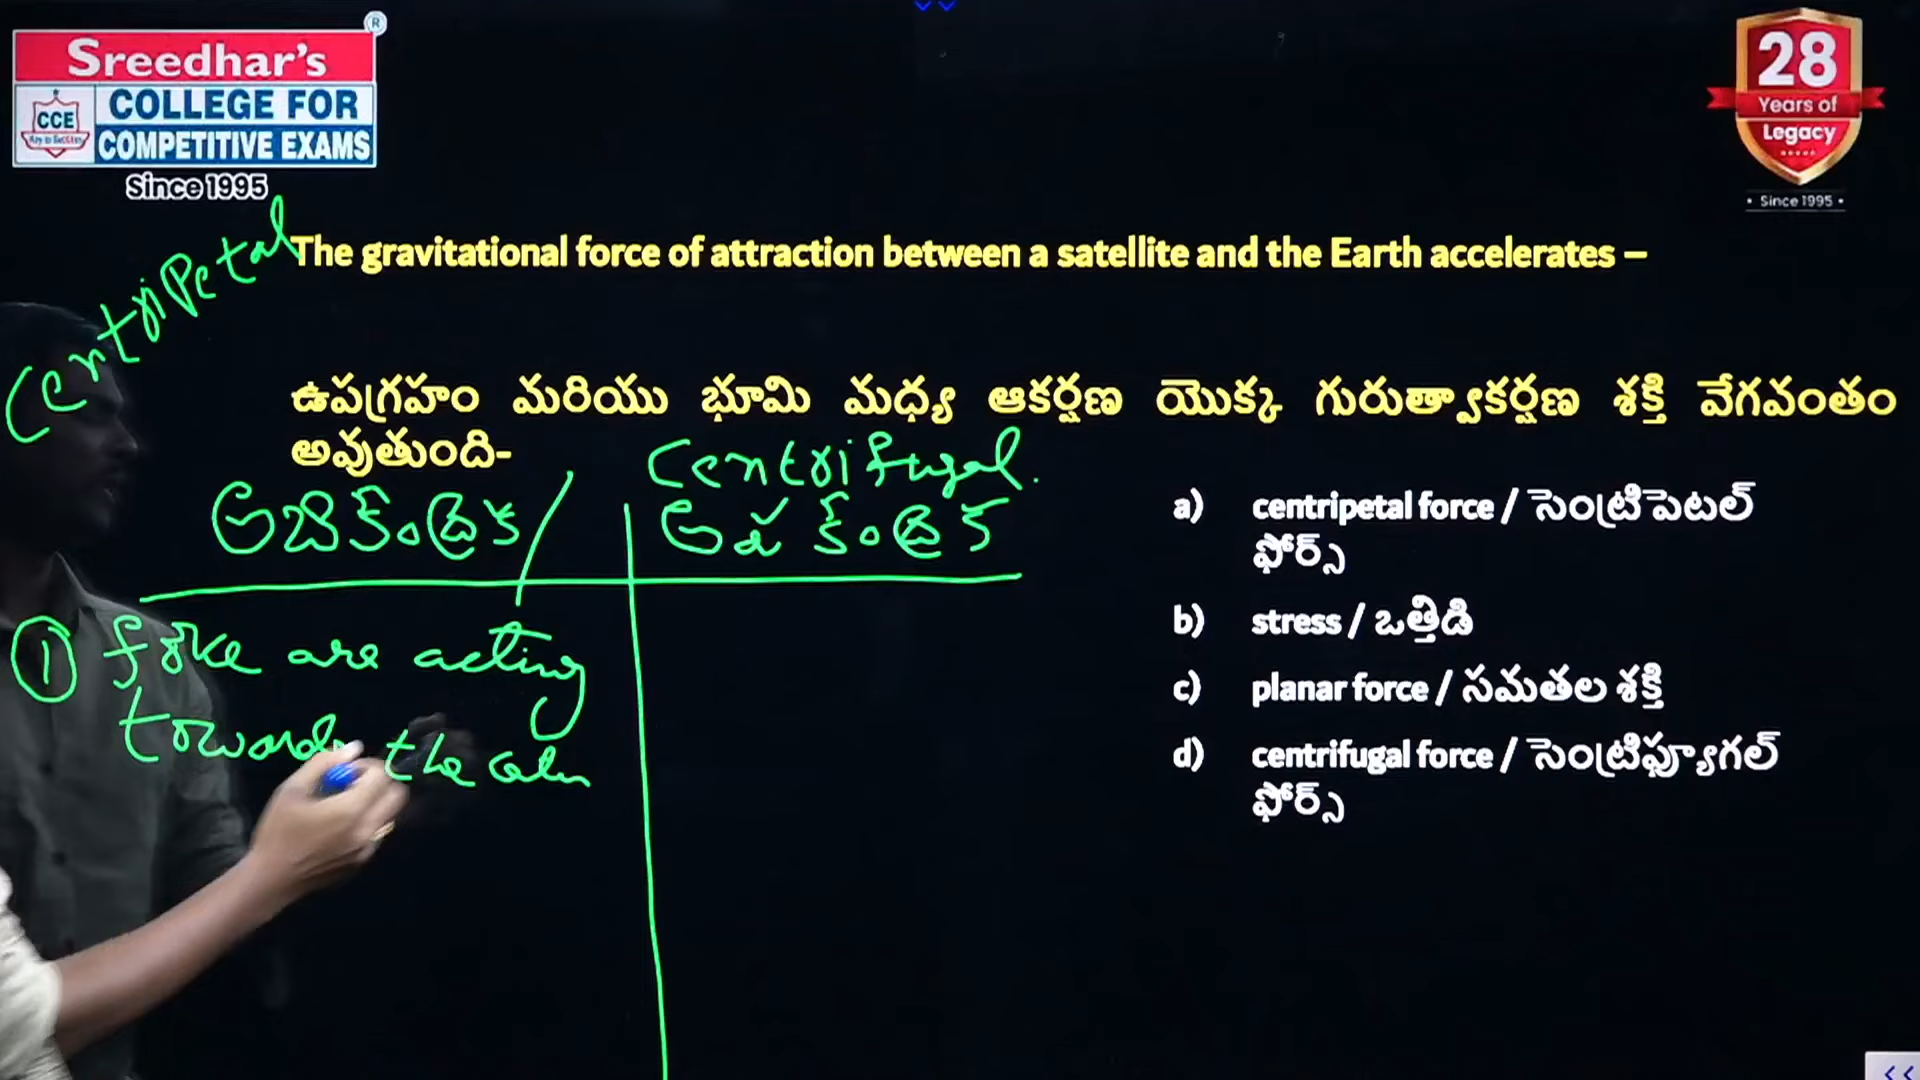 Sreedhar's
®
CCE
COLLEGE FOR
COMPETITIVE EXAMS
Since 1995
28
Years of
Legacy
• Since 1995 •
Centripetal
The gravitational force of attraction between a satellite and the Earth accelerates –
ఉపగ్రహం మరియు భూమి మధ్య ఆకర్షణ యొక్క గురుత్వాకర్షణ శక్తి వేగవంతం
అవుతుంది-
Centrifugal.
అభికేంద్రక / అపకేంద్రక
① force are acting
towards the
a) centripetal force / సెంట్రిపెటల్
ఫోర్స్
b) stress / ఒత్తిడి
c) planar force / సమతల శక్తి
d) centrifugal force / సెంట్రిఫ్యూగల్
ఫోర్స్